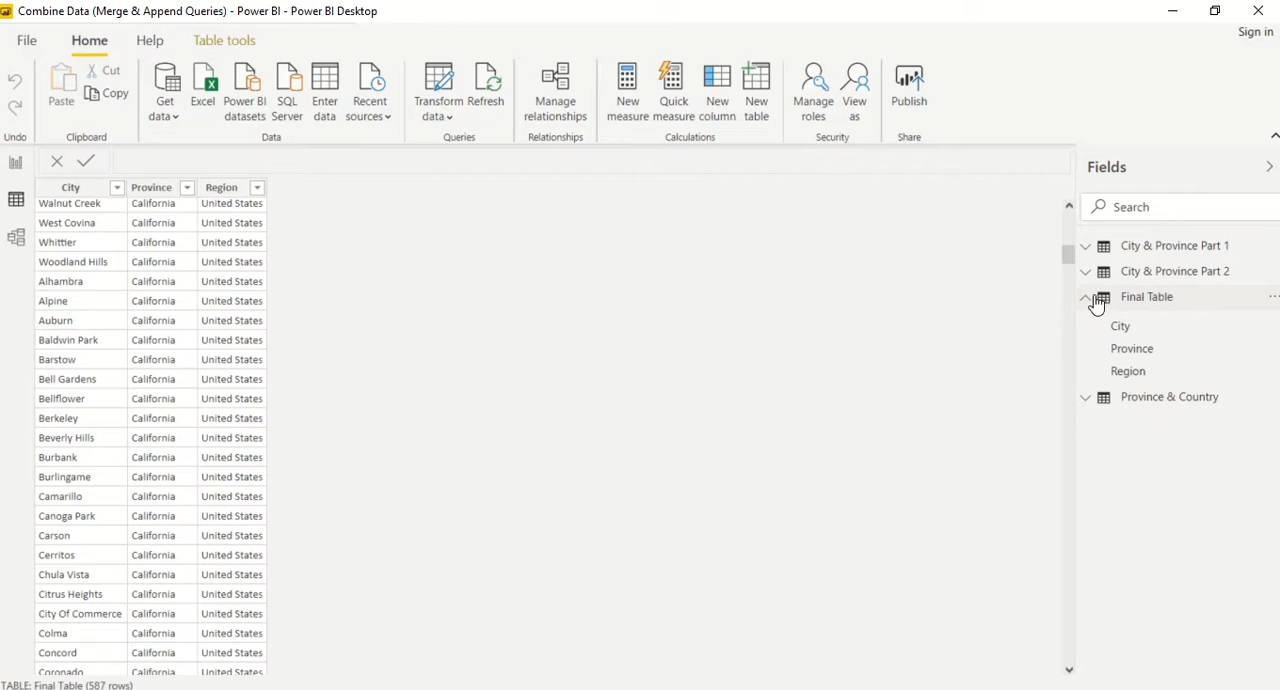 Combine Data (Merge & Append Queries) - Power BI - Power BI Desktop
Sign in
File Home Help Table tools
Paste
Cut
Copy
Get data
Excel
Power BI datasets
SQL Server
Enter data
Recent sources
Transform data
Refresh
Manage relationships
New measure
Quick measure
New column
New table
Manage roles
View as
Publish
Undo Clipboard Data Queries Relationships Calculations Security Share
City Province Region
Walnut Creek California United States
West Covina California United States
Whittier California United States
Woodland Hills California United States
Alhambra California United States
Alpine California United States
Auburn California United States
Baldwin Park California United States
Barstow California United States
Bell Gardens California United States
Bellflower California United States
Berkeley California United States
Beverly Hills California United States
Burbank California United States
Burlingame California United States
Camarillo California United States
Canoga Park California United States
Carson California United States
Cerritos California United States
Chula Vista California United States
Citrus Heights California United States
City Of Commerce California United States
Colma California United States
Concord California United States
Coronado California United States
Fields
Search
City & Province Part 1
City & Province Part 2
Final Table
City
Province
Region
Province & Country
TABLE: Final Table (587 rows)